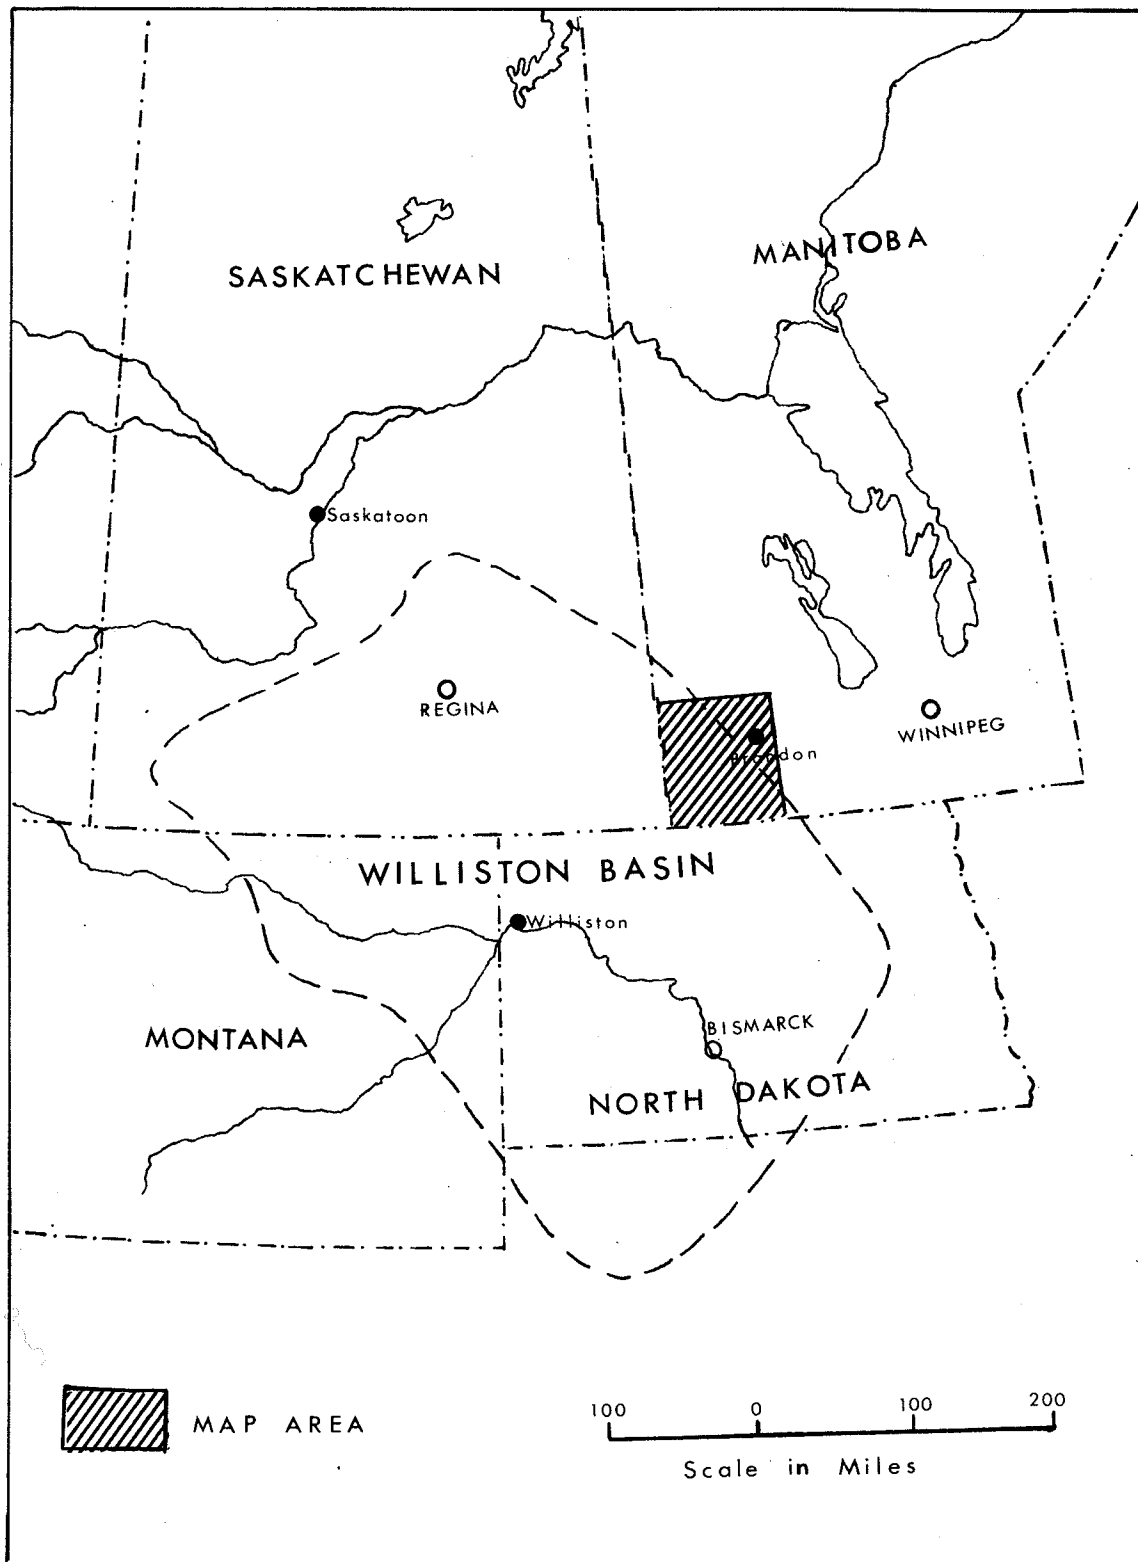 MANITOBA
SASKATCHEWAN
Saskatoon
REGINA
WINNIPEG
Brandon
WILLISTON BASIN
Williston
BISMARCK
MONTANA
NORTH DAKOTA
MAP AREA
100 0 100 200
Scale in Miles